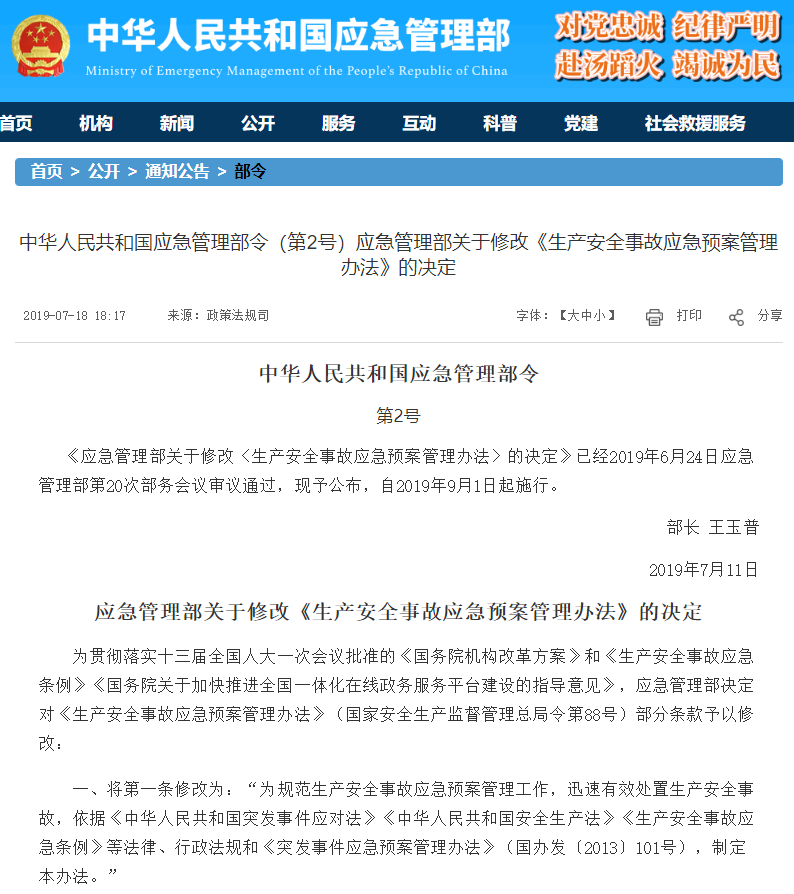 中华人民共和国应急管理部
Ministry of Emergency Management of the People's Republic of China
对党忠诚 纪律严明
赴汤蹈火 竭诚为民
首页 机构 新闻 公开 服务 互动 科普 党建 社会救援服务
首页 > 公开 > 通知公告 > 部令
中华人民共和国应急管理部令（第2号）应急管理部关于修改《生产安全事故应急预案管理
办法》的决定
2019-07-18 18:17 来源：政策法规司 字体：【大中小】 打印 分享
中华人民共和国应急管理部令
第2号
《应急管理部关于修改〈生产安全事故应急预案管理办法〉的决定》已经2019年6月24日应急
管理部第20次部务会议审议通过，现予公布，自2019年9月1日起施行。
部长 王玉普
2019年7月11日
应急管理部关于修改《生产安全事故应急预案管理办法》的决定
为贯彻落实十三届全国人大一次会议批准的《国务院机构改革方案》和《生产安全事故应急
条例》《国务院关于加快推进全国一体化在线政务服务平台建设的指导意见》，应急管理部决定
对《生产安全事故应急预案管理办法》（国家安全生产监督管理总局令第88号）部分条款予以修
改：
一、将第一条修改为：“为规范生产安全事故应急预案管理工作，迅速有效处置生产安全事
故，依据《中华人民共和国突发事件应对法》《中华人民共和国安全生产法》《生产安全事故应
急条例》等法律、行政法规和《突发事件应急预案管理办法》（国办发〔2013〕101号），制定
本办法。”